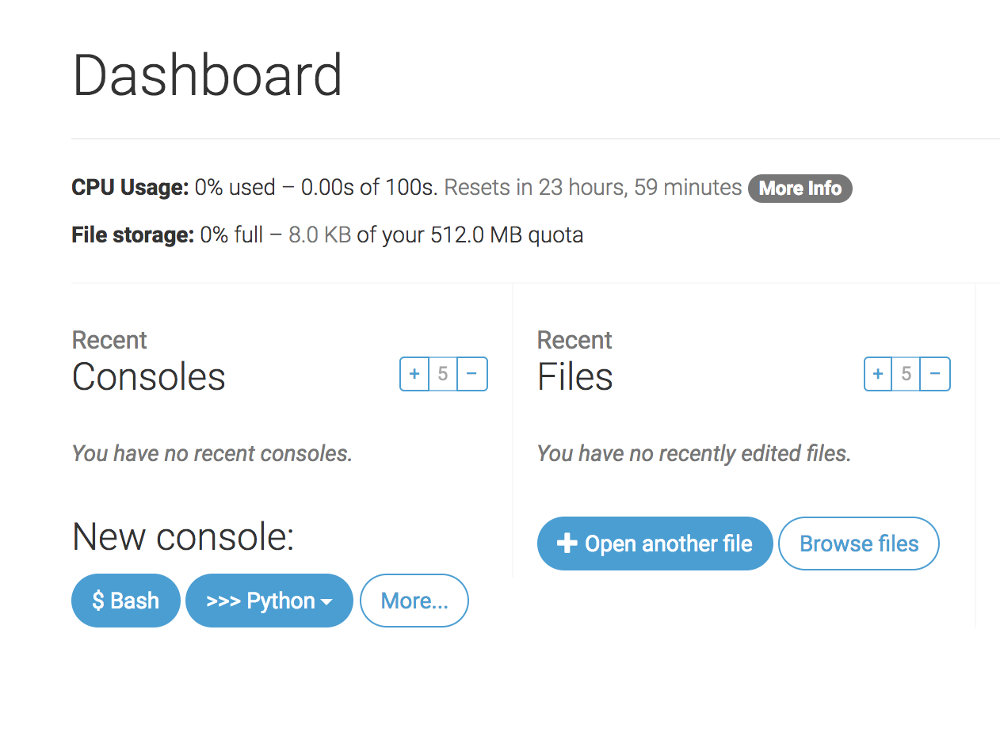 Dashboard
CPU Usage: 0% used – 0.00s of 100s. Resets in 23 hours, 59 minutes More Info
File storage: 0% full – 8.0 KB of your 512.0 MB quota
Recent
Consoles
+ 5 −
You have no recent consoles.
New console:
$ Bash >>> Python More...
Recent
Files
+ 5 −
You have no recently edited files.
Open another file Browse files